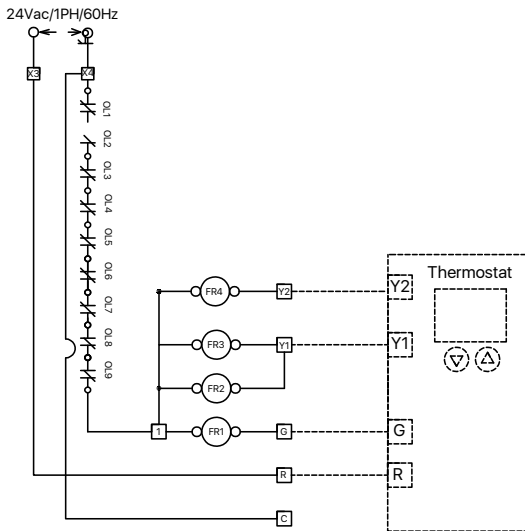 24Vac/1PH/60Hz
X3
X4
OL1
OL2
OL3
OL4
OL5
OL6
OL7
OL8
OL9
FR4
Y2
Y2
Thermostat
FR3
Y1
Y1
FR2
1
FR1
G
G
R
R
C